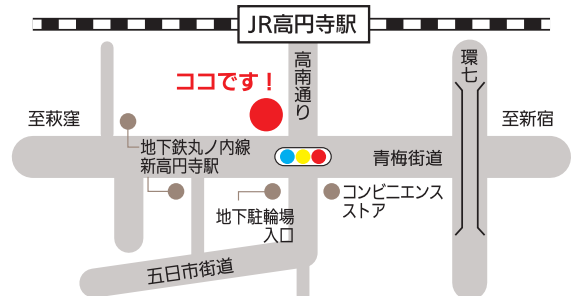 JR高円寺駅
ココです！
高南通り
環七
至萩窪
至新宿
地下鉄丸ノ内線
新高円寺駅
青梅街道
コンビニエンス
ストア
地下駐輪場
入口
五日市街道